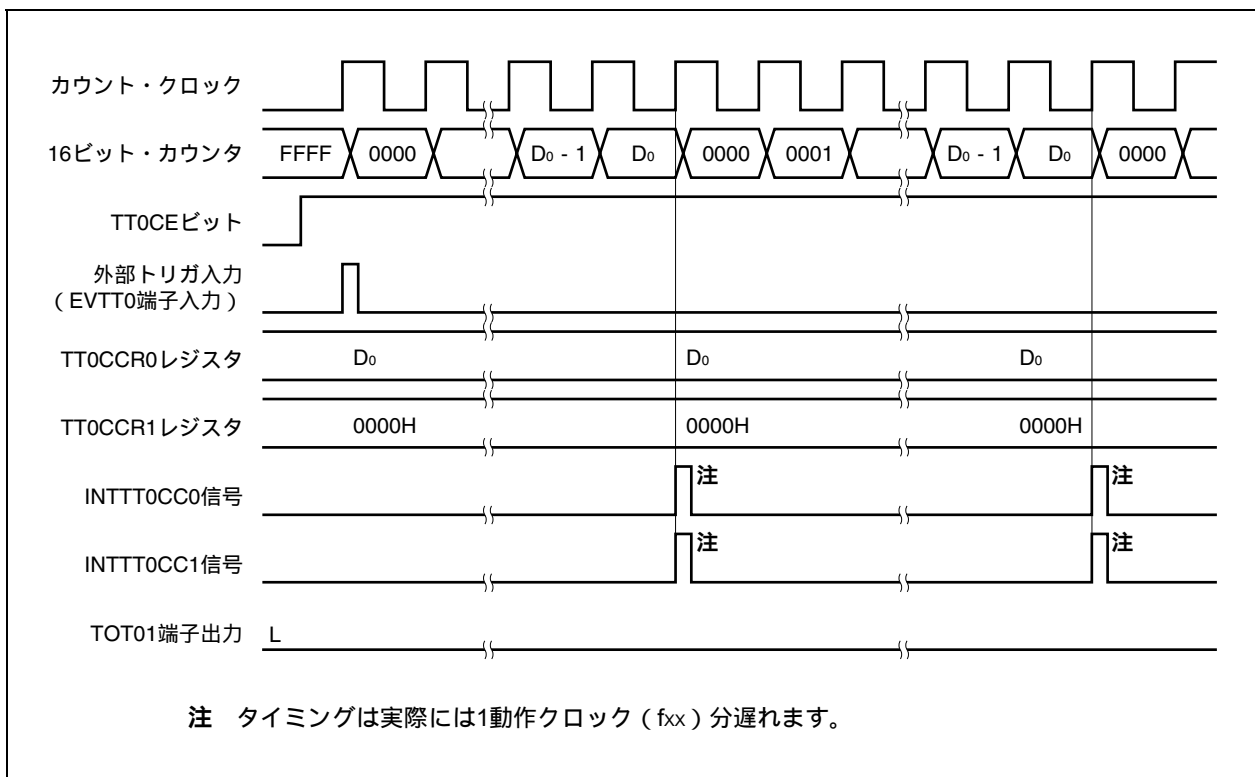 カウント・クロック
16ビット・カウンタ FFFF 0000 D0 - 1 D0 0000 0001 D0 - 1 D0 0000
TT0CEビット
外部トリガ入力
（EVTT0端子入力）
TT0CCR0レジスタ D0 D0 D0
TT0CCR1レジスタ 0000H 0000H 0000H
INTTT0CC0信号 注 注
INTTT0CC1信号 注 注
TOT01端子出力 L
注 タイミングは実際には1動作クロック（fxx）分遅れます。